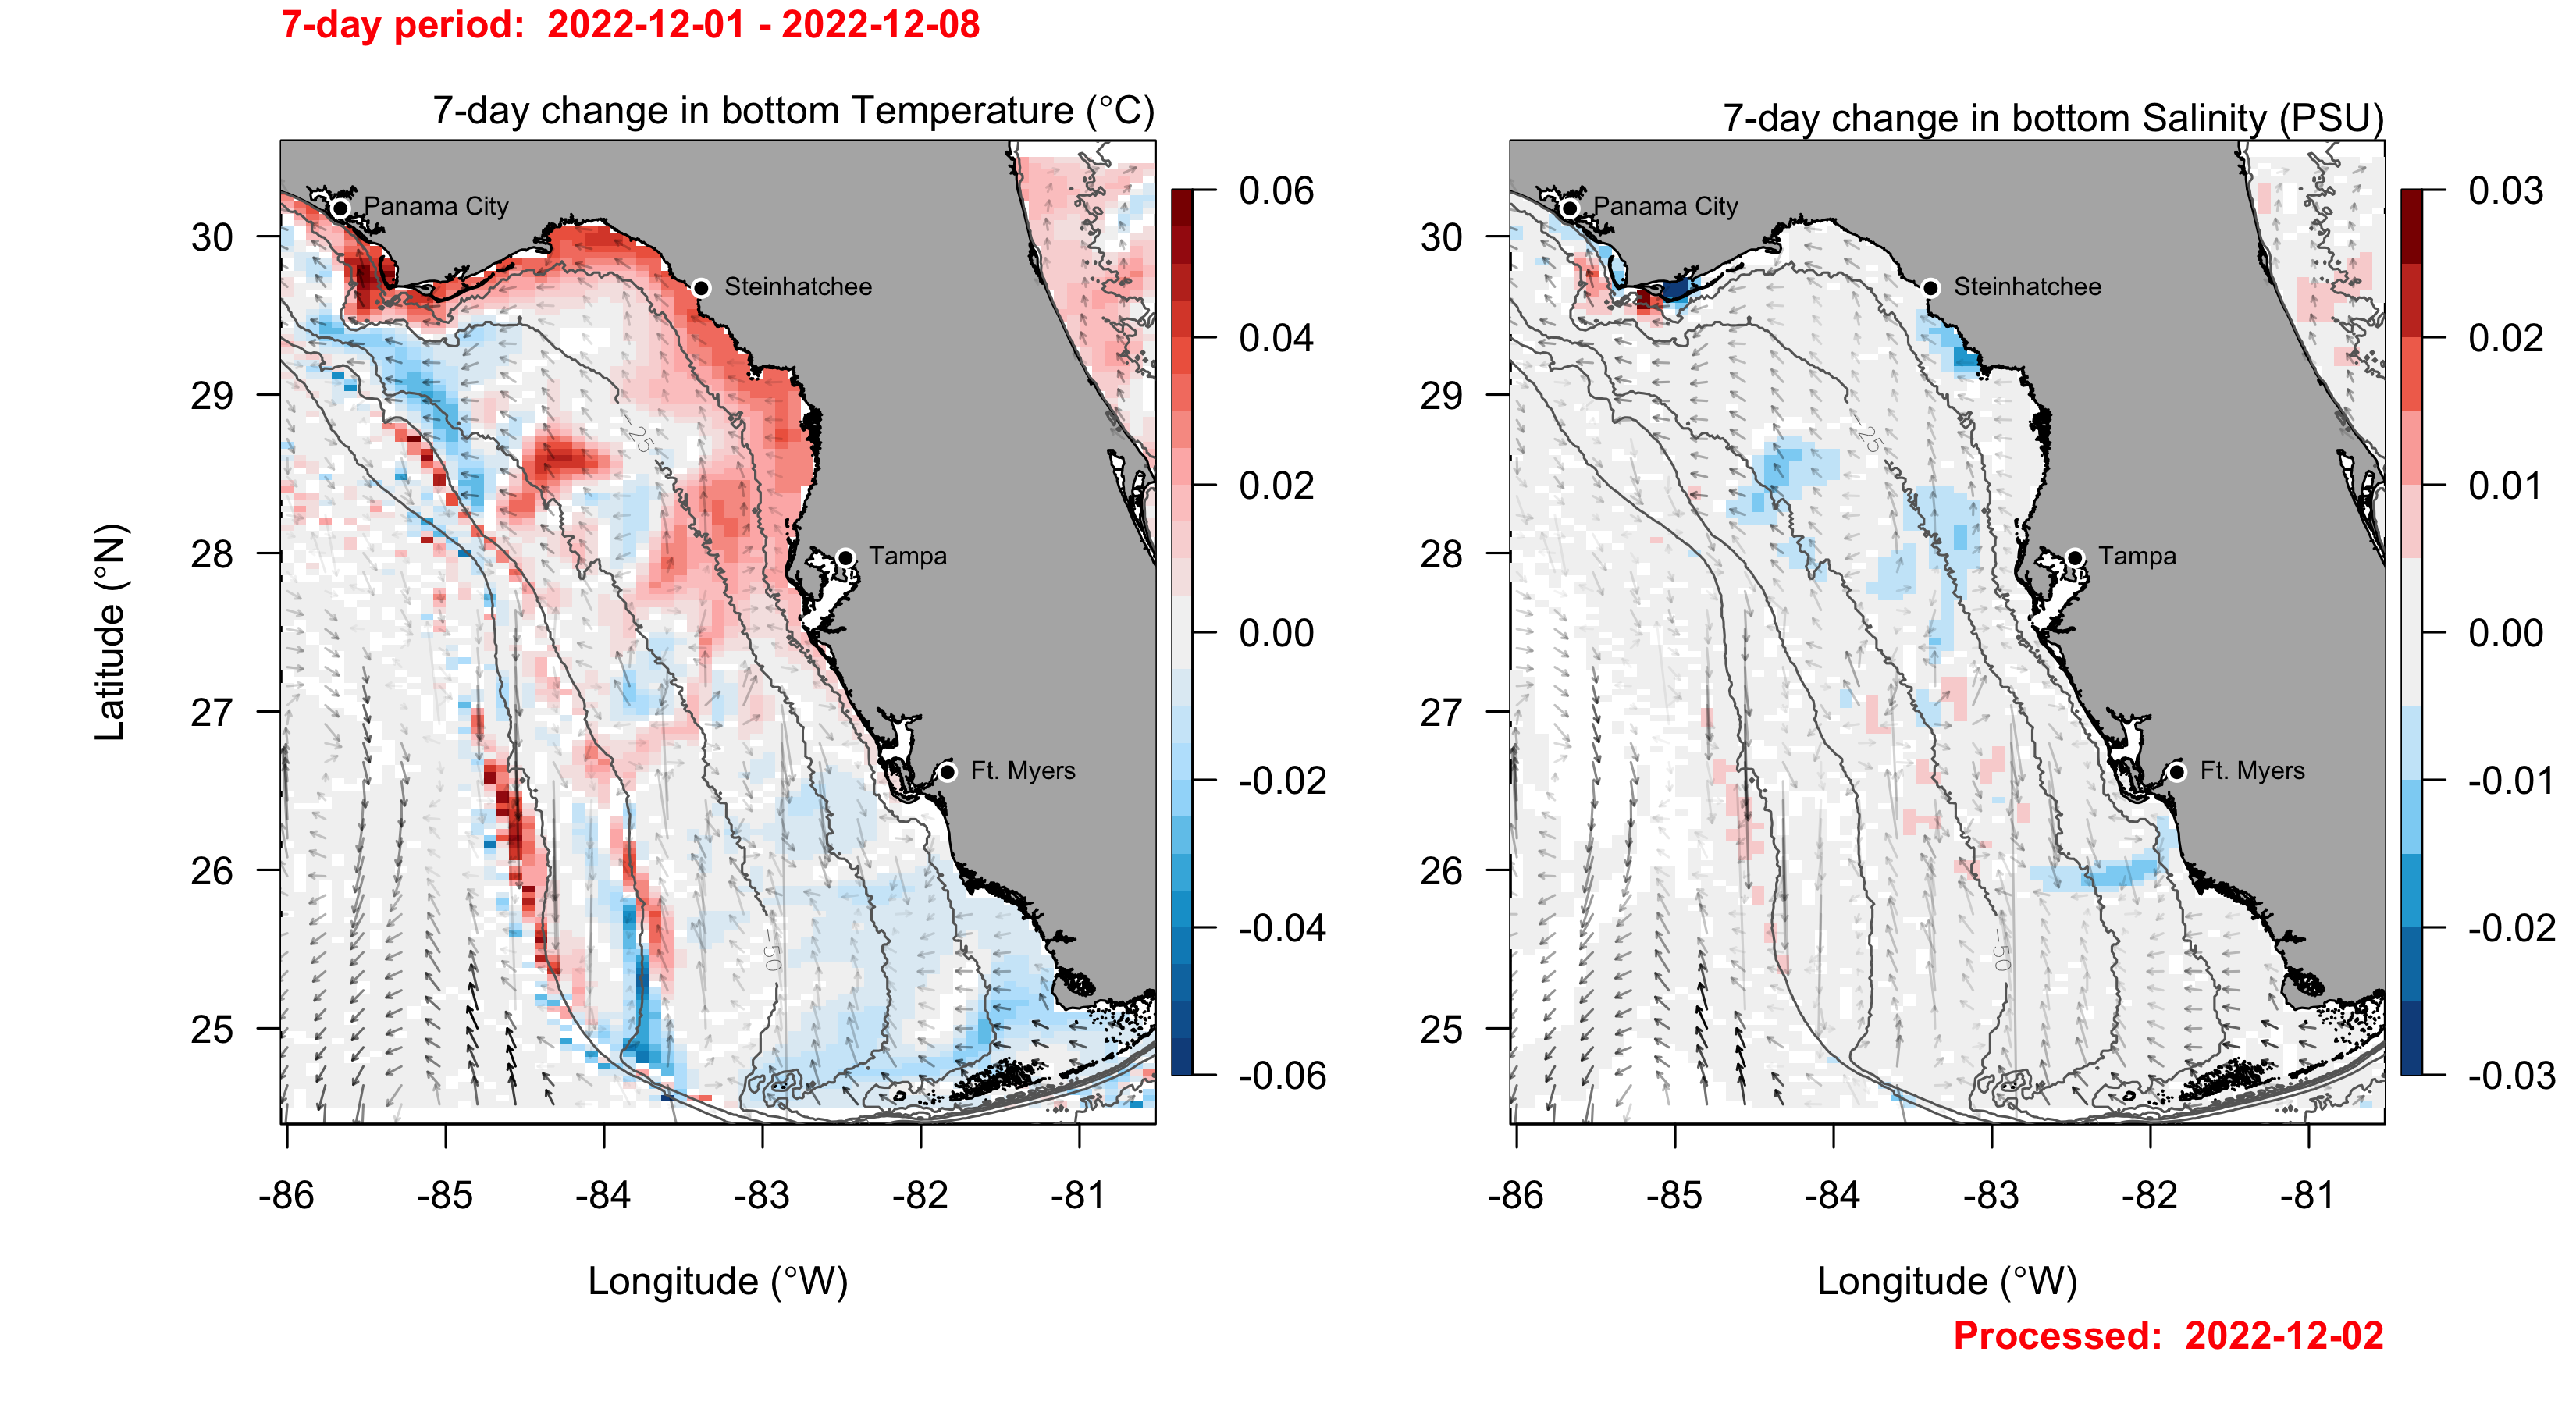 7-day period:  2022-12-01 - 2022-12-08
7-day change in bottom Temperature (°C)
Panama City
Steinhatchee
Tampa
Ft. Myers
-25
-50
30
29
28
27
26
25
Latitude (°N)
-86 -85 -84 -83 -82 -81
Longitude (°W)
0.06
0.04
0.02
0.00
-0.02
-0.04
-0.06
7-day change in bottom Salinity (PSU)
Panama City
Steinhatchee
Tampa
Ft. Myers
-25
-50
30
29
28
27
26
25
-86 -85 -84 -83 -82 -81
Longitude (°W)
0.03
0.02
0.01
0.00
-0.01
-0.02
-0.03
Processed:  2022-12-02